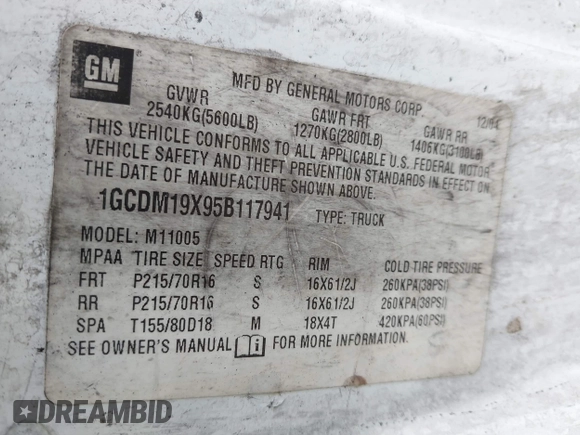 GM
MFD BY GENERAL MOTORS CORP 12/04
GVWR GAWR FRT GAWR RR
2540KG(5600LB) 1270KG(2800LB) 1406KG(3100LB)
THIS VEHICLE CONFORMS TO ALL APPLICABLE U.S. FEDERAL MOTOR
VEHICLE SAFETY AND THEFT PREVENTION STANDARDS IN EFFECT ON
THE DATE OF MANUFACTURE SHOWN ABOVE.
1GCDM19X95B117941 TYPE: TRUCK
MODEL: M11005
MPAA TIRE SIZE SPEED RTG RIM COLD TIRE PRESSURE
FRT P215/70R16 S 16X61/2J 260KPA(38PSI)
RR P215/70R16 S 16X61/2J 260KPA(38PSI)
SPA T155/80D18 M 18X4T 420KPA(60PSI)
SEE OWNER'S MANUAL FOR MORE INFORMATION.
DREAMBID